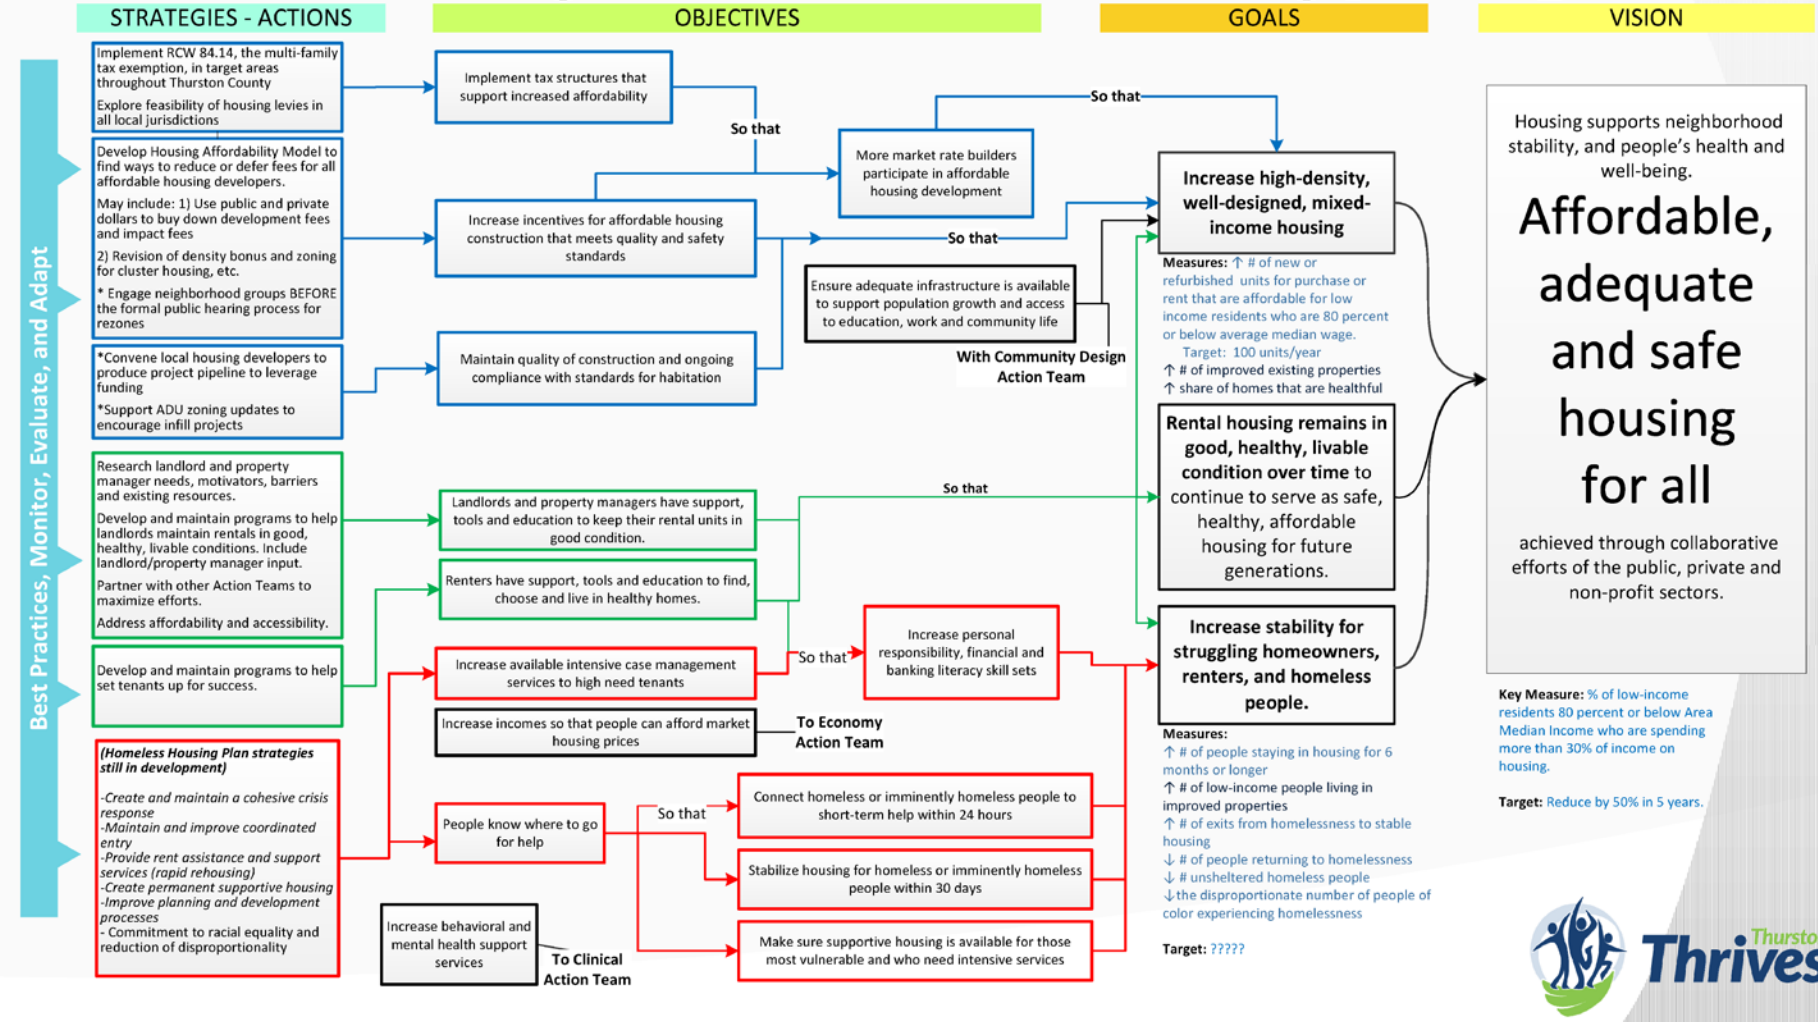 STRATEGIES - ACTIONS
OBJECTIVES
GOALS
VISION
Best Practices, Monitor, Evaluate, and Adapt
Implement RCW 84.14, the multi-family
tax exemption, in target areas
throughout Thurston County
Explore feasibility of housing levies in
all local jurisdictions
Develop Housing Affordability Model to
find ways to reduce or defer fees for all
affordable housing developers.
May include: 1) Use public and private
dollars to buy down development fees
and impact fees
2) Revision of density bonus and zoning
for cluster housing, etc.
* Engage neighborhood groups BEFORE
the formal public hearing process for
rezones
*Convene local housing developers to
produce project pipeline to leverage
funding
*Support ADU zoning updates to
encourage infill projects
Research landlord and property
manager needs, motivators, barriers
and existing resources.
Develop and maintain programs to help
landlords maintain rentals in good,
healthy, livable conditions. Include
landlord/property manager input.
Partner with other Action Teams to
maximize efforts.
Address affordability and accessibility.
Develop and maintain programs to help
set tenants up for success.
(Homeless Housing Plan strategies
still in development)
-Create and maintain a cohesive crisis
response
-Maintain and improve coordinated
entry
-Provide rent assistance and support
services (rapid rehousing)
-Create permanent supportive housing
-Improve planning and development
processes
- Commitment to racial equality and
reduction of disproportionality
Implement tax structures that
support increased affordability
So that
More market rate builders
participate in affordable
housing development
So that
Increase incentives for affordable housing
construction that meets quality and safety
standards
So that
Ensure adequate infrastructure is available
to support population growth and access
to education, work and community life
With Community Design
Action Team
Maintain quality of construction and ongoing
compliance with standards for habitation
Landlords and property managers have support,
tools and education to keep their rental units in
good condition.
So that
Renters have support, tools and education to find,
choose and live in healthy homes.
Increase available intensive case management
services to high need tenants
So that
Increase personal
responsibility, financial and
banking literacy skill sets
Increase incomes so that people can afford market
housing prices
To Economy
Action Team
People know where to go
for help
So that
Connect homeless or imminently homeless people to
short-term help within 24 hours
Stabilize housing for homeless or imminently homeless
people within 30 days
Make sure supportive housing is available for those
most vulnerable and who need intensive services
Increase behavioral and
mental health support
services
To Clinical
Action Team
Increase high-density,
well-designed, mixed-
income housing
Measures: ↑ # of new or
refurbished units for purchase or
rent that are affordable for low
income residents who are 80 percent
or below average median wage.
Target: 100 units/year
↑ # of improved existing properties
↑ share of homes that are healthful
Rental housing remains in
good, healthy, livable
condition over time to
continue to serve as safe,
healthy, affordable
housing for future
generations.
Increase stability for
struggling homeowners,
renters, and homeless
people.
Measures:
↑ # of people staying in housing for 6
months or longer
↑ # of low-income people living in
improved properties
↑ # of exits from homelessness to stable
housing
↓ # of people returning to homelessness
↓ # unsheltered homeless people
↓the disproportionate number of people of
color experiencing homelessness
Target: ?????
Housing supports neighborhood
stability, and people's health and
well-being.
Affordable,
adequate
and safe
housing
for all
achieved through collaborative
efforts of the public, private and
non-profit sectors.
Key Measure: % of low-income
residents 80 percent or below Area
Median Income who are spending
more than 30% of income on
housing.
Target: Reduce by 50% in 5 years.
Thursto
Thrives